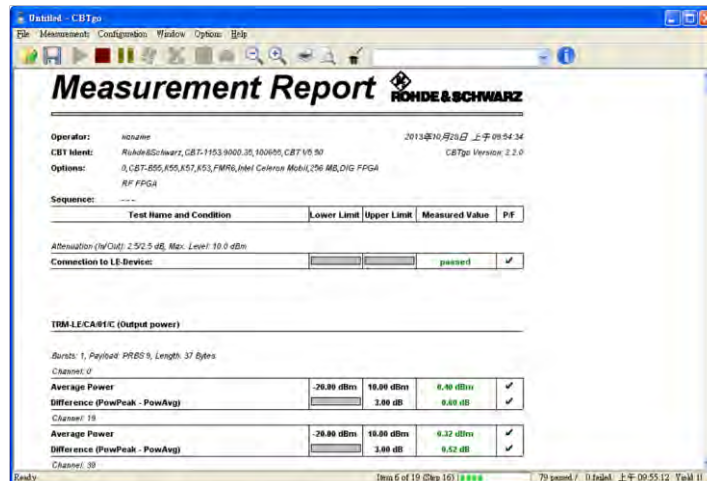 Untitled - CBTgo
File Measurements Configuration Window Options Help
Measurement Report ROHDE & SCHWARZ
Operator: noname 2013年10月28日 上午 09:54:34
CBT Ident: Rohde&Schwarz,CBT-1153.9000.35,100655,CBT V5.50 CBTgo Version: 2.2.0
Options: 0,CBT-B55,K55,K57,K53,FMR6,Intel Celeron Mobil,256 MB,DIG FPGA
RF FPGA
Sequence: ---
Test Name and Condition Lower Limit Upper Limit Measured Value P/F
Attenuation (In/Out): 2.5/2.5 dB, Max. Level: 10.0 dBm
Connection to LE-Device: passed ✔
TRM-LE/CA/01/C (Output power)
Bursts: 1, Payload: PRBS 9, Length: 37 Bytes
Channel: 0
Average Power -20.00 dBm 10.00 dBm 0.40 dBm ✔
Difference (PowPeak - PowAvg) 3.00 dB 0.60 dB ✔
Channel: 19
Average Power -20.00 dBm 10.00 dBm 0.32 dBm ✔
Difference (PowPeak - PowAvg) 3.00 dB 0.52 dB ✔
Channel: 39
Ready Item 6 of 19 (Step 16) 79 passed / 0 failed 上午 09:55:12 Yield 1